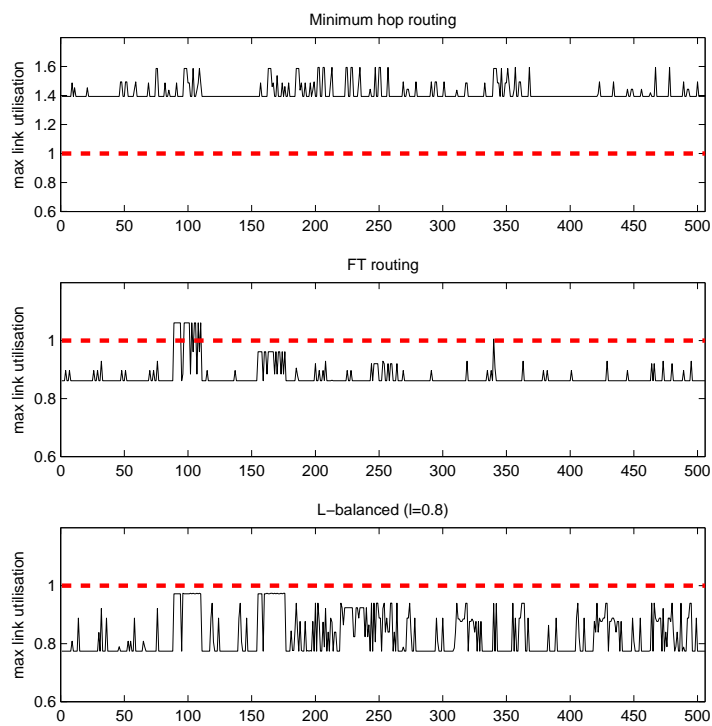 Minimum hop routing
max link utilisation
1.6
1.4
1.2
1
0.8
0.6
0 50 100 150 200 250 300 350 400 450 500
FT routing
max link utilisation
1
0.8
0.6
0 50 100 150 200 250 300 350 400 450 500
L−balanced (l=0.8)
max link utilisation
1
0.8
0.6
0 50 100 150 200 250 300 350 400 450 500